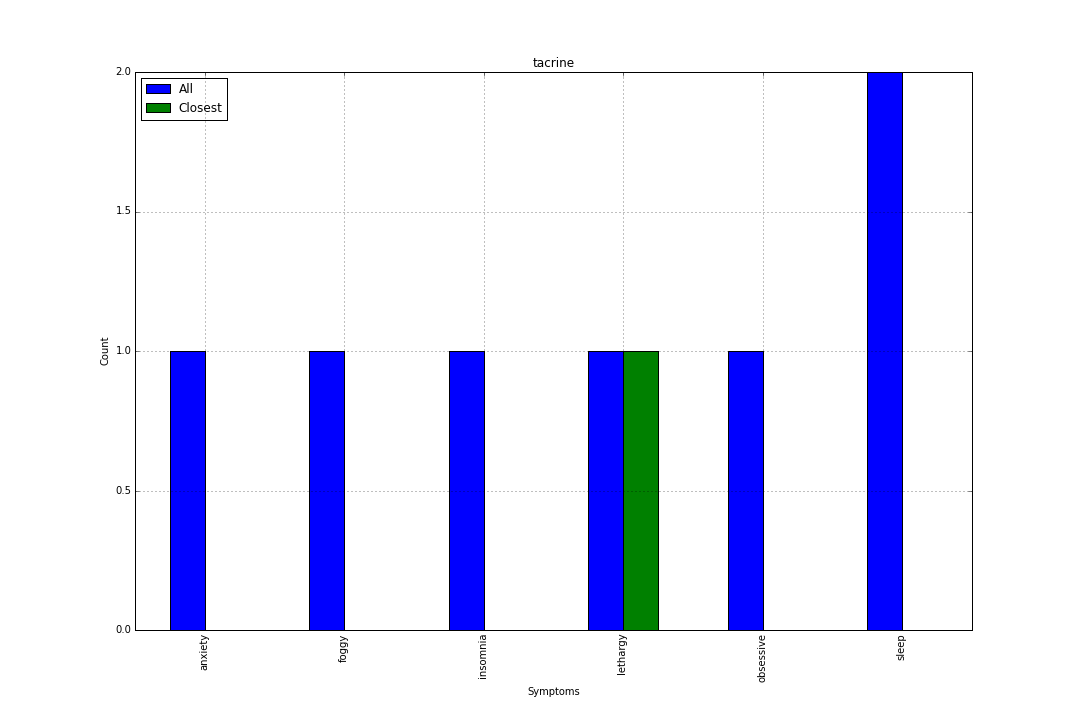 tacrine
All
Closest
2.0
1.5
1.0
0.5
0.0
Count
anxiety
foggy
insomnia
lethargy
obsessive
sleep
Symptoms